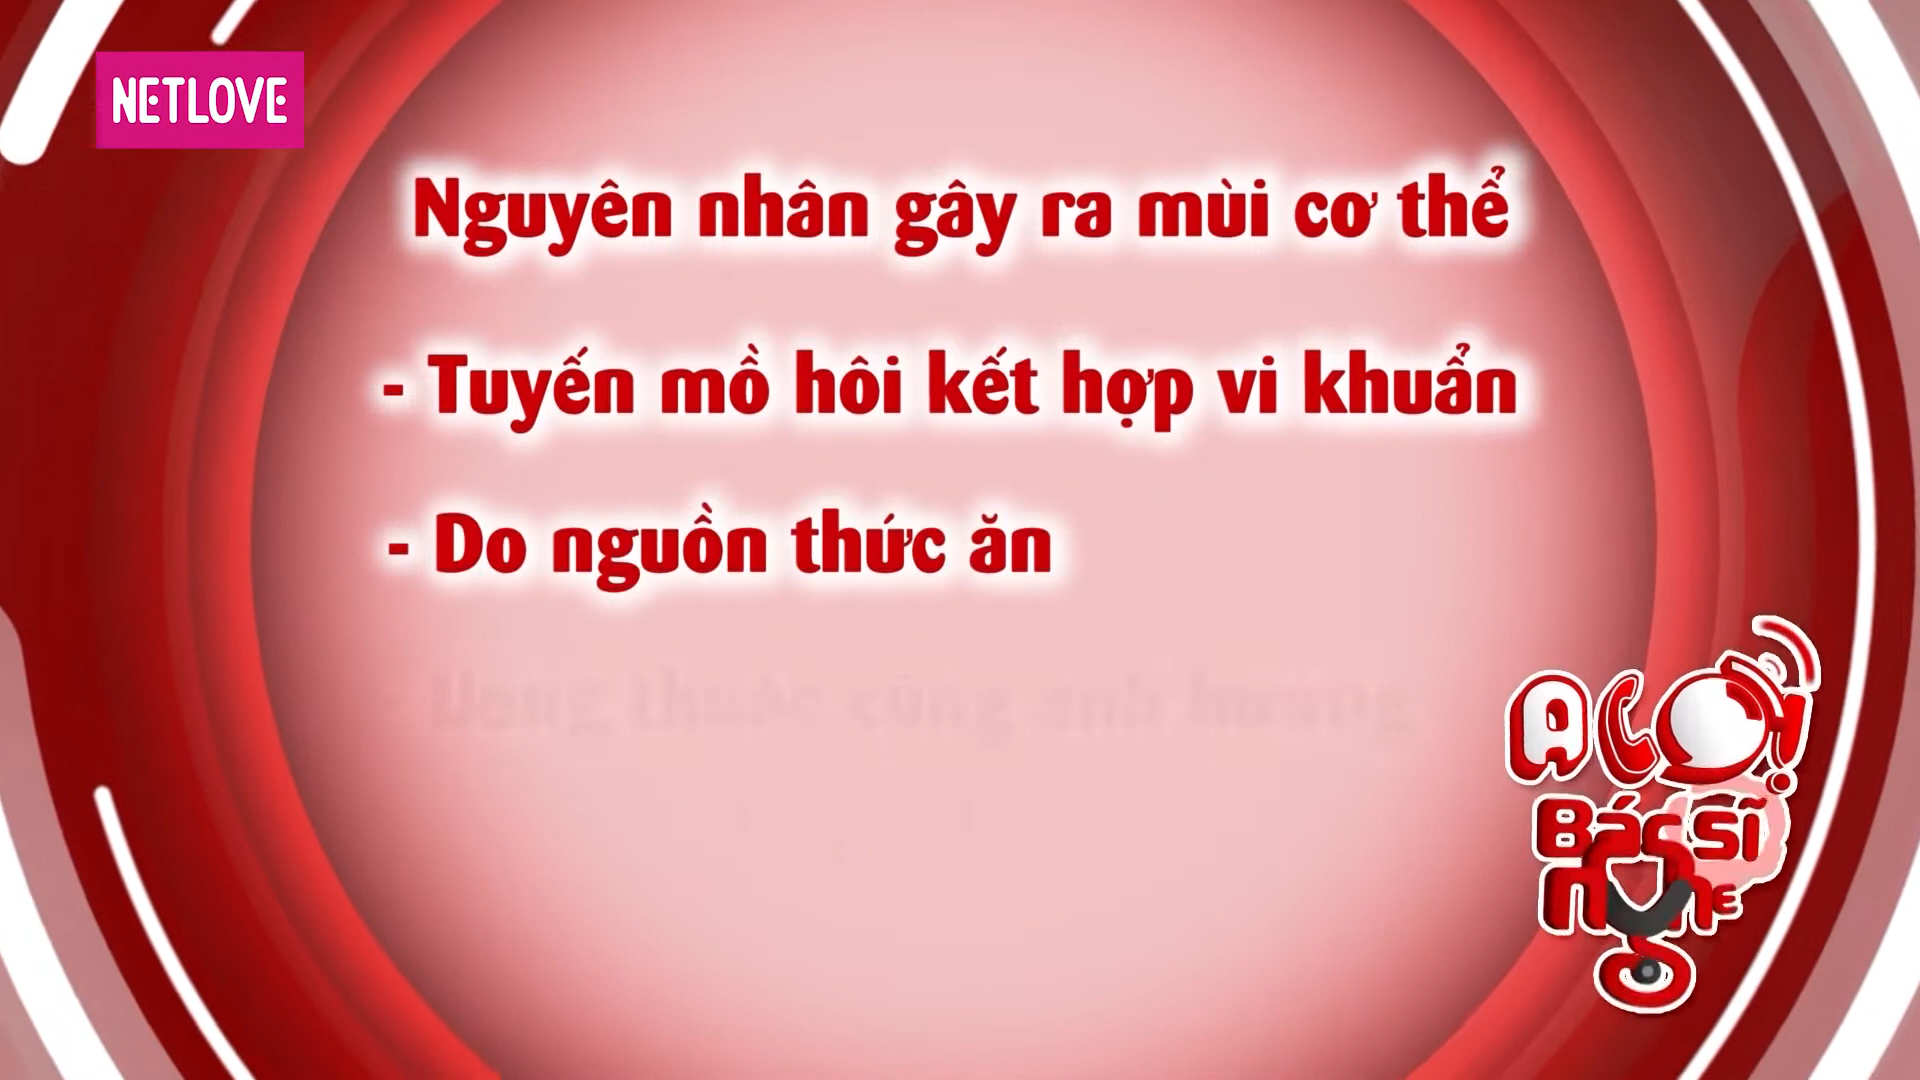 NETLOVE
Nguyên nhân gây ra mùi cơ thể
- Tuyến mồ hôi kết hợp vi khuẩn
- Do nguồn thức ăn
ALO!
Bác sĩ
nghe